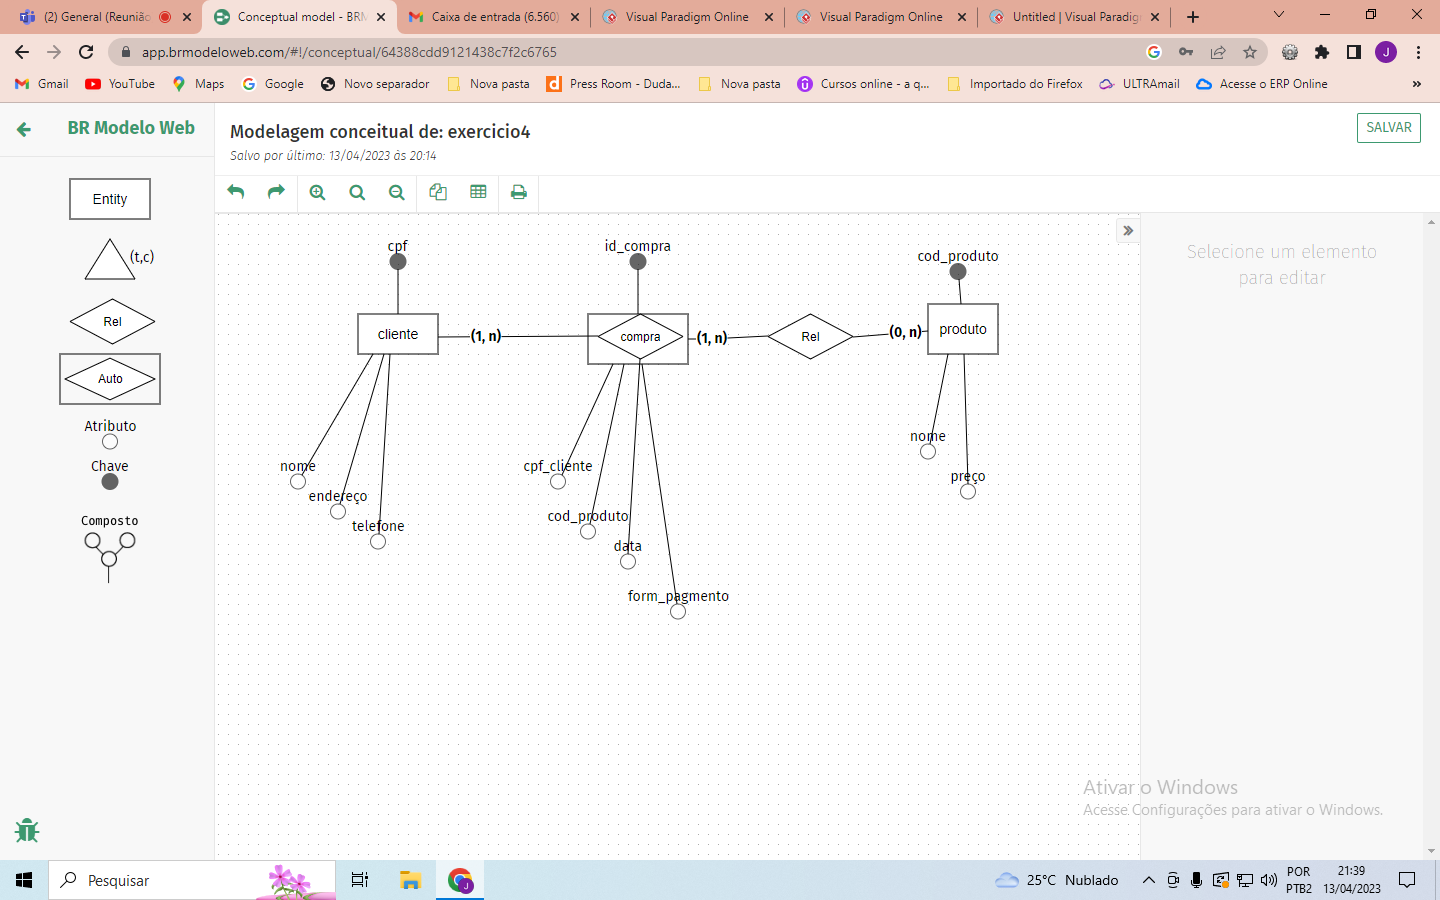 (2) General (Reunião
Conceptual model - BRM
Caixa de entrada (6.560)
Visual Paradigm Online
Visual Paradigm Online
Untitled | Visual Paradig
app.brmodeloweb.com/#!/conceptual/64388cdd9121438c7f2c6765
J
Gmail
YouTube
Maps
Google
Novo separador
Nova pasta
Press Room - Duda...
Nova pasta
Cursos online - a q...
Importado do Firefox
ULTRAmail
Acesse o ERP Online
»
BR Modelo Web
Modelagem conceitual de: exercicio4
Salvo por último: 13/04/2023 às 20:14
SALVAR
Entity
(t,c)
Rel
Auto
Atributo
Chave
Composto
cpf
id_compra
cod_produto
cliente
(1, n)
compra
(1, n)
Rel
(0, n)
produto
nome
endereço
telefone
cpf_cliente
cod_produto
data
form_pagmento
nome
preço
Selecione um elemento
para editar
Ativar o Windows
Acesse Configurações para ativar o Windows.
Pesquisar
J
25°C Nublado
POR
PTB2
21:39
13/04/2023